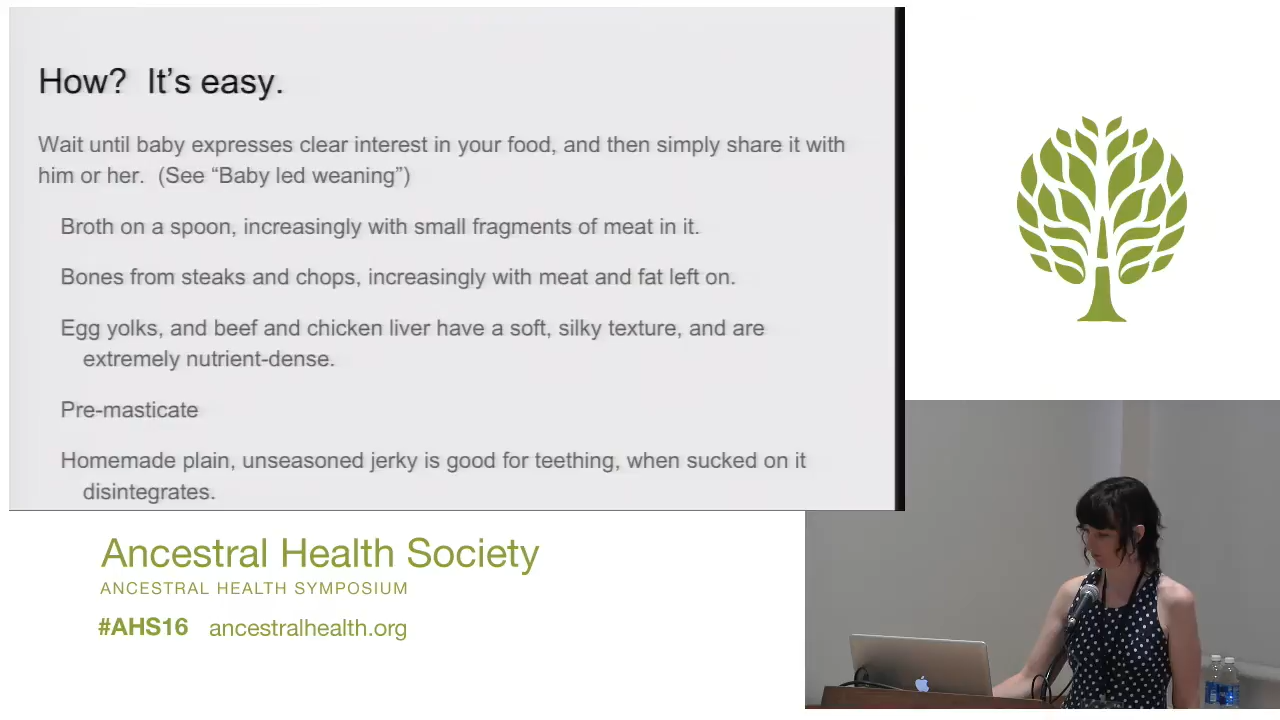 How? It's easy.
Wait until baby expresses clear interest in your food, and then simply share it with
him or her. (See “Baby led weaning”)
Broth on a spoon, increasingly with small fragments of meat in it.
Bones from steaks and chops, increasingly with meat and fat left on.
Egg yolks, and beef and chicken liver have a soft, silky texture, and are
extremely nutrient-dense.
Pre-masticate
Homemade plain, unseasoned jerky is good for teething, when sucked on it
disintegrates.
Ancestral Health Society
ANCESTRAL HEALTH SYMPOSIUM
#AHS16 ancestralhealth.org